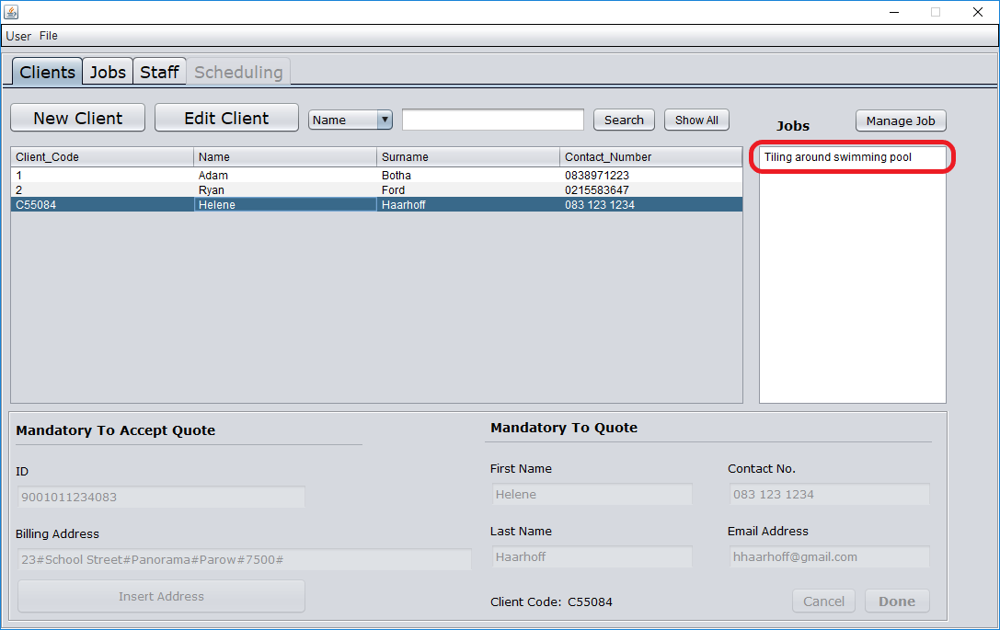 User File
Clients Jobs Staff Scheduling
New Client Edit Client Name Search Show All Jobs Manage Job
Client_Code Name Surname Contact_Number
1 Adam Botha 0838971223
2 Ryan Ford 0215583647
C55084 Helene Haarhoff 083 123 1234
Tiling around swimming pool
Mandatory To Accept Quote
ID
9001011234083
Billing Address
23#School Street#Panorama#Parow#7500#
Insert Address
Mandatory To Quote
First Name Contact No.
Helene 083 123 1234
Last Name Email Address
Haarhoff hhaarhoff@gmail.com
Client Code: C55084 Cancel Done